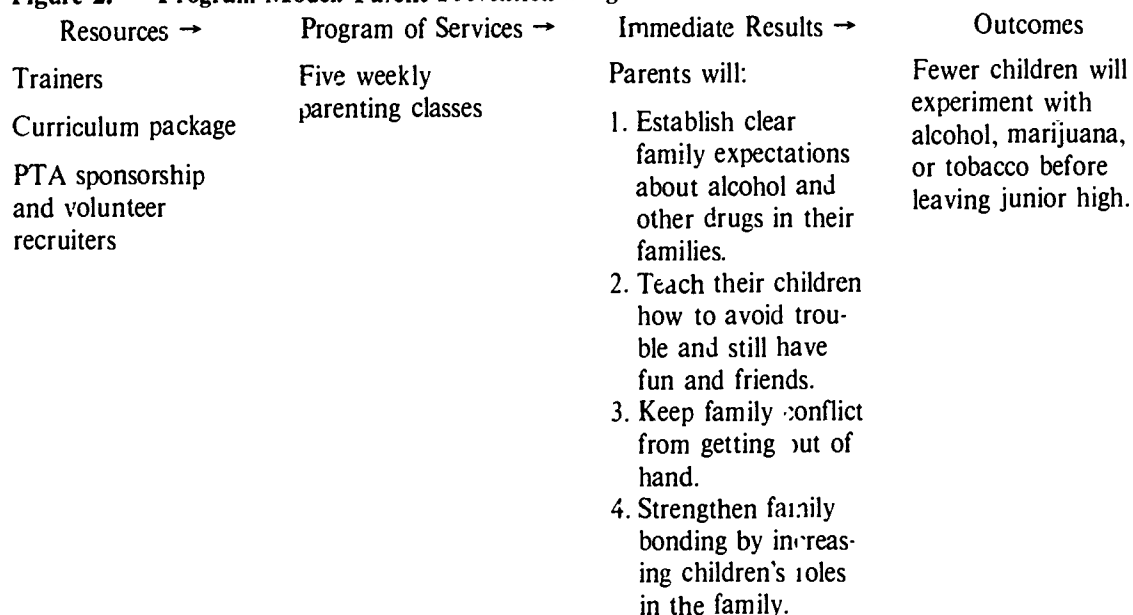 Resources → Program of Services → Immediate Results → Outcomes
Trainers
Curriculum package
PTA sponsorship
and volunteer
recruiters
Five weekly
parenting classes
Parents will:
1. Establish clear
family expectations
about alcohol and
other drugs in their
families.
2. Teach their children
how to avoid trou-
ble and still have
fun and friends.
3. Keep family conflict
from getting out of
hand.
4. Strengthen family
bonding by increas-
ing children's roles
in the family.
Fewer children will
experiment with
alcohol, marijuana,
or tobacco before
leaving junior high.